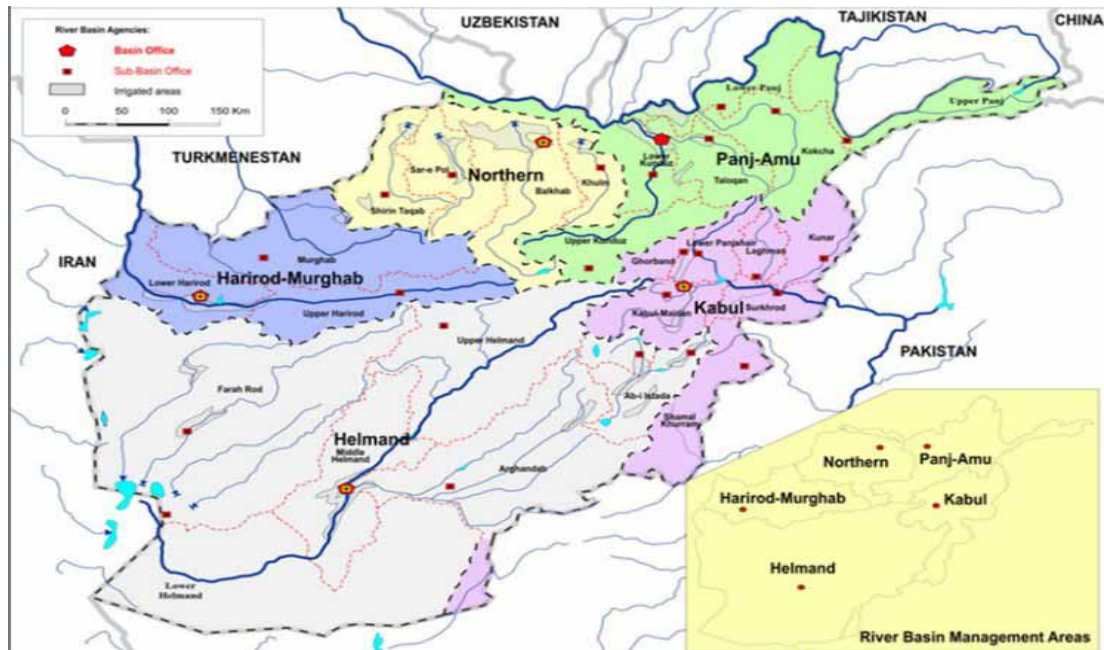 UZBEKISTAN
TAJIKISTAN
CHINA
River Basin Agencies:
Basin Office
Sub-Basin Office
Irrigated areas
0 50 100 150 Km
TURKMENESTAN
IRAN
PAKISTAN
Lower Panj
Upper Panj
Kokcha
Lower
Kunduz
Panj-Amu
Taloqan
Upper Kunduz
Sar-e Pol
Northern
Balkhab
Khulm
Shirin Taqab
Murghab
Harirod-Murghab
Lower Harirod
Upper Harirod
Ghorband
Lower Panjshair
Laghman
Kunar
Kabul
Kabul-Maidan
Surkhrod
Shamal
Khurram
Upper Helmand
Farah Rod
Ab-i Istada
Helmand
Middle
Helmand
Arghandab
Lower
Helmand
Northern
Panj-Amu
Harirod-Murghab
Kabul
Helmand
River Basin Management Areas